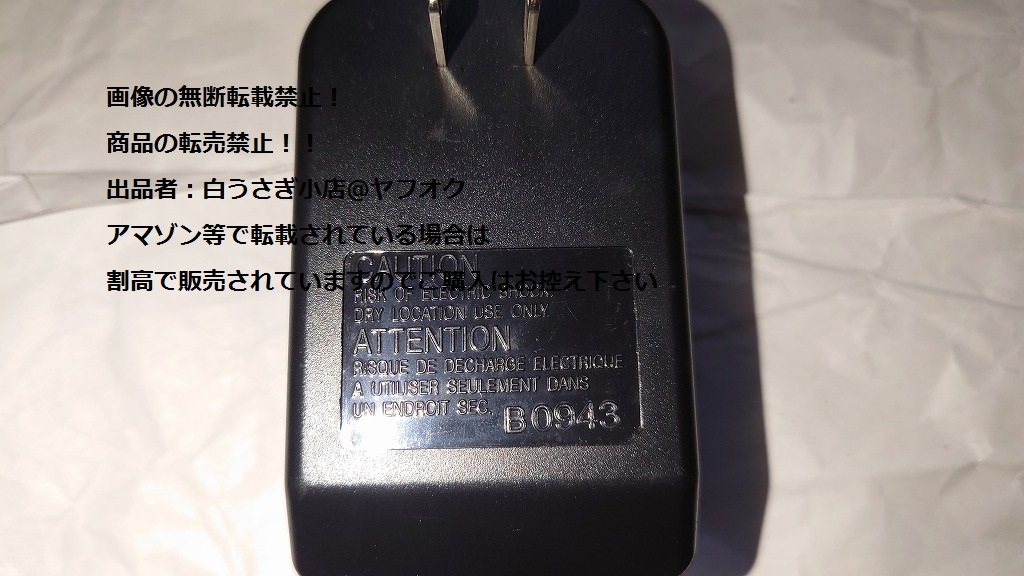 画像の無断転載禁止！
商品の転売禁止！！
出品者：白うさぎ小店@ヤフオク
アマゾン等で転載されている場合は
割高で販売されていますのでご購入はお控え下さい
CAUTION
RISK OF ELECTRIC SHOCK.
DRY LOCATION USE ONLY.
ATTENTION
RISQUE DE DECHARGE ELECTRIQUE
A UTILISER SEULEMENT DANS
UN ENDROIT SEC.
B0943